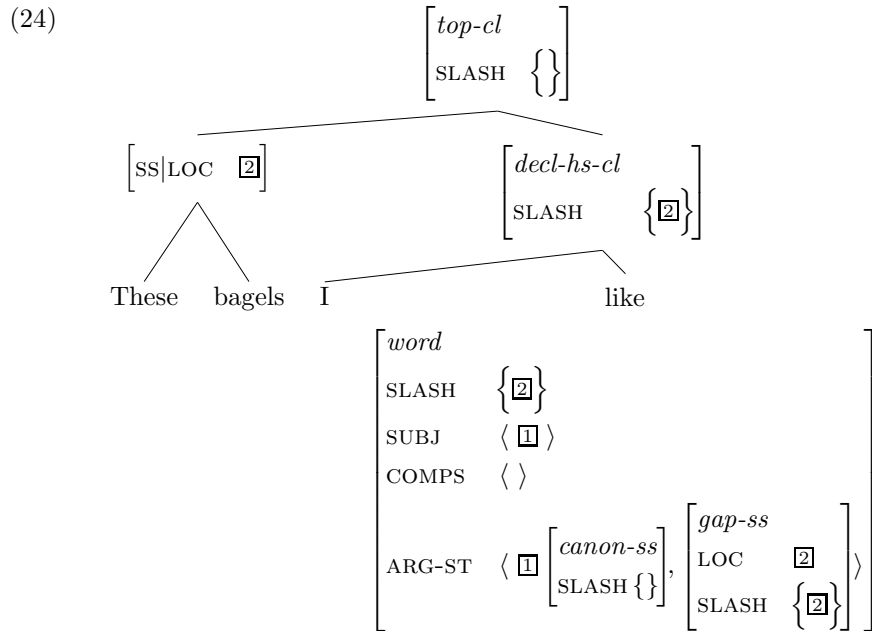 (24)
top-cl
SLASH {}
SS|LOC 2
decl-hs-cl
SLASH {2}
These bagels I like
word
SLASH {2}
SUBJ ⟨ 1 ⟩
COMPS ⟨ ⟩
ARG-ST ⟨ 1 [canon-ss SLASH {}], [gap-ss LOC 2 SLASH {2}] ⟩